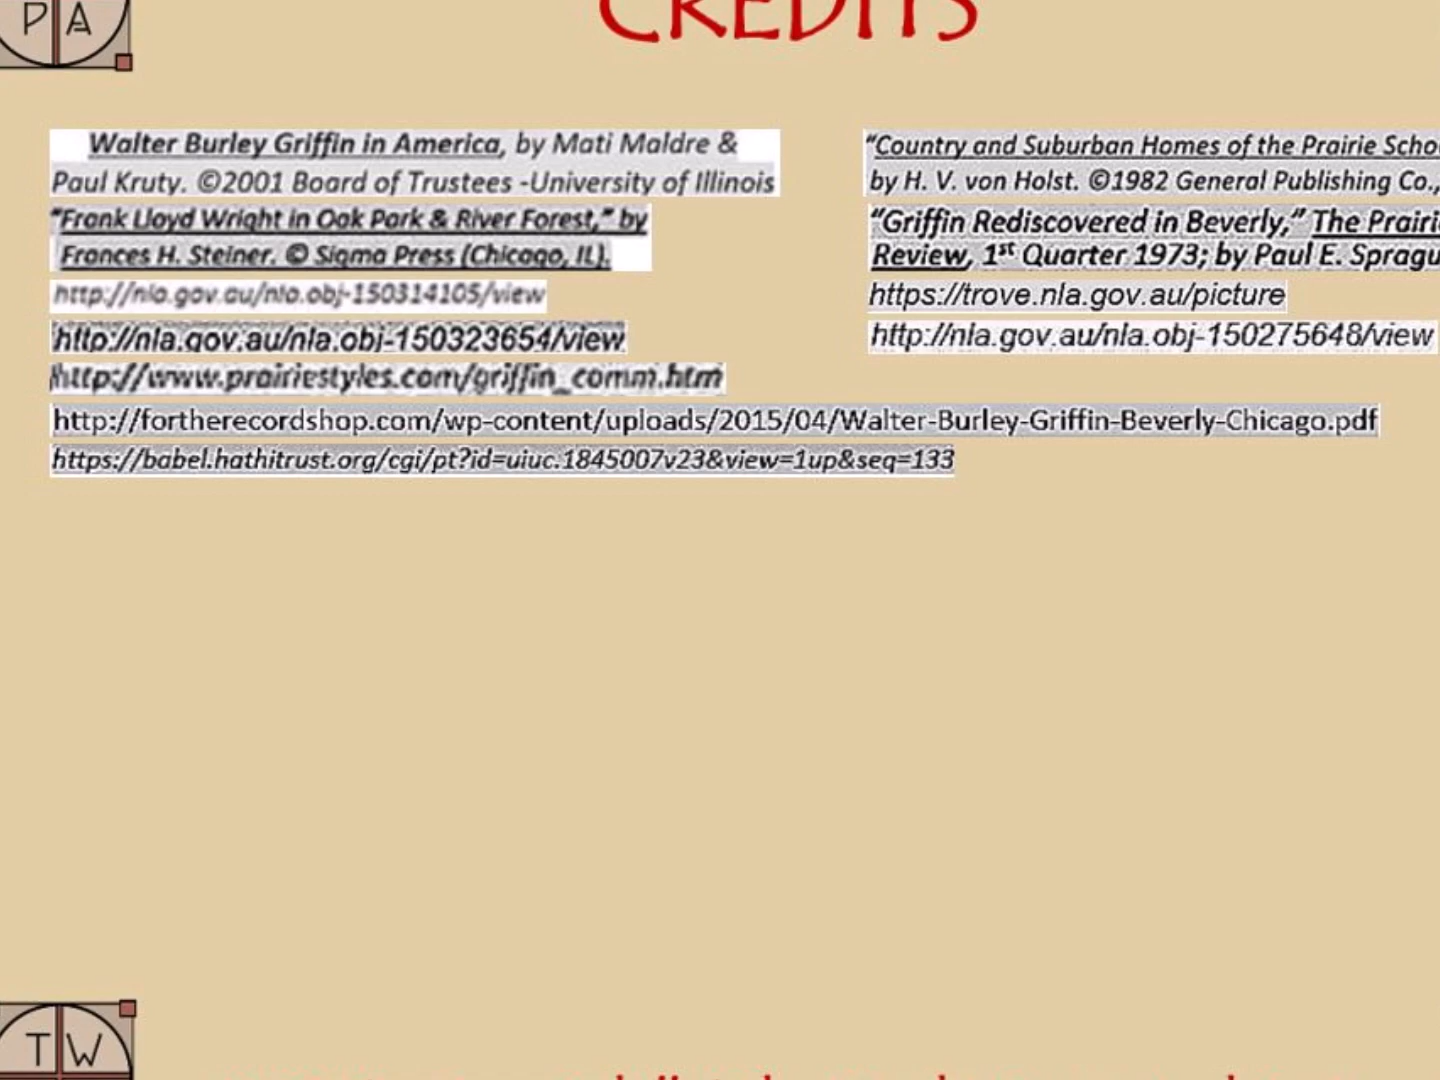 P A
CREDITS
Walter Burley Griffin in America, by Mati Maldre &
Paul Kruty. ©2001 Board of Trustees -University of Illinois
"Frank Lloyd Wright in Oak Park & River Forest," by
Frances H. Steiner. © Sigma Press (Chicago, IL).
http://nla.gov.au/nla.obj-150314105/view
http://nla.gov.au/nla.obj-150323654/view
http://www.prairiestyles.com/griffin_comm.htm
"Country and Suburban Homes of the Prairie Scho
by H. V. von Holst. ©1982 General Publishing Co.,
"Griffin Rediscovered in Beverly," The Prairi
Review, 1st Quarter 1973; by Paul E. Spragu
https://trove.nla.gov.au/picture
http://nla.gov.au/nla.obj-150275648/view
http://fortherecordshop.com/wp-content/uploads/2015/04/Walter-Burley-Griffin-Beverly-Chicago.pdf
https://babel.hathitrust.org/cgi/pt?id=uiuc.1845007v23&view=1up&seq=133
T W